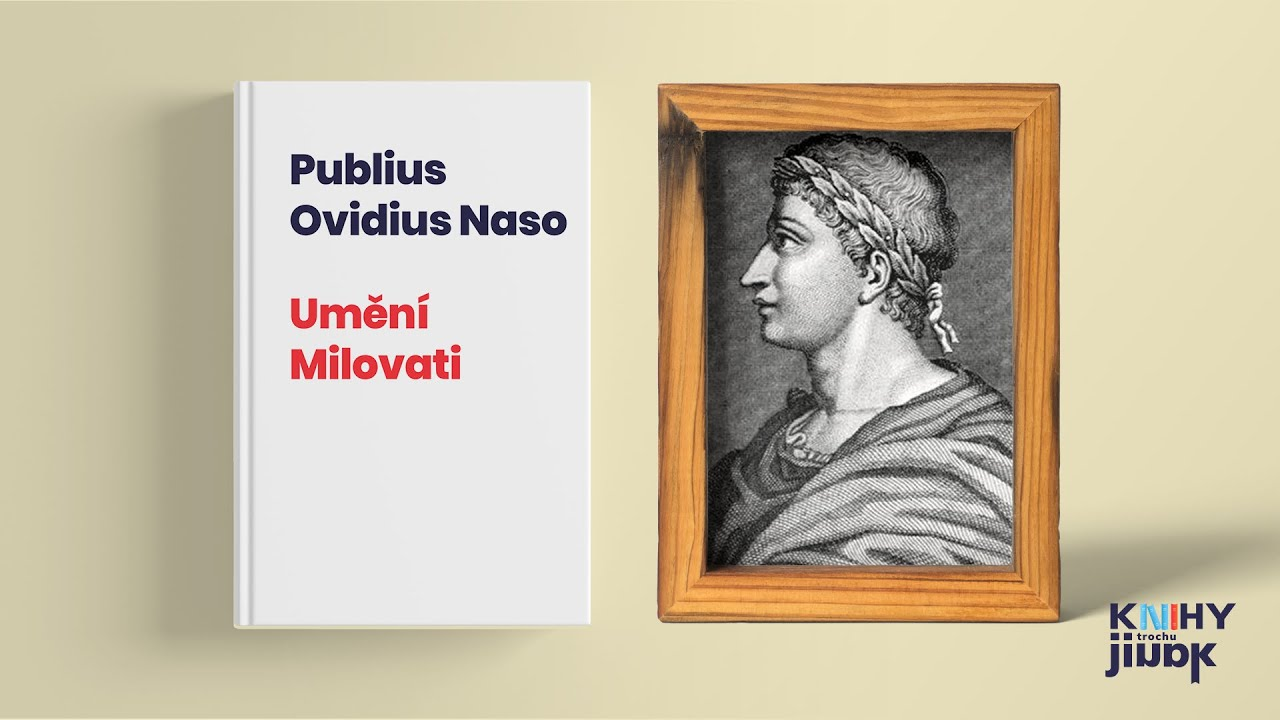 Publius
Ovidius Naso
Umění
Milovati
KNIHY
trochu
jinak